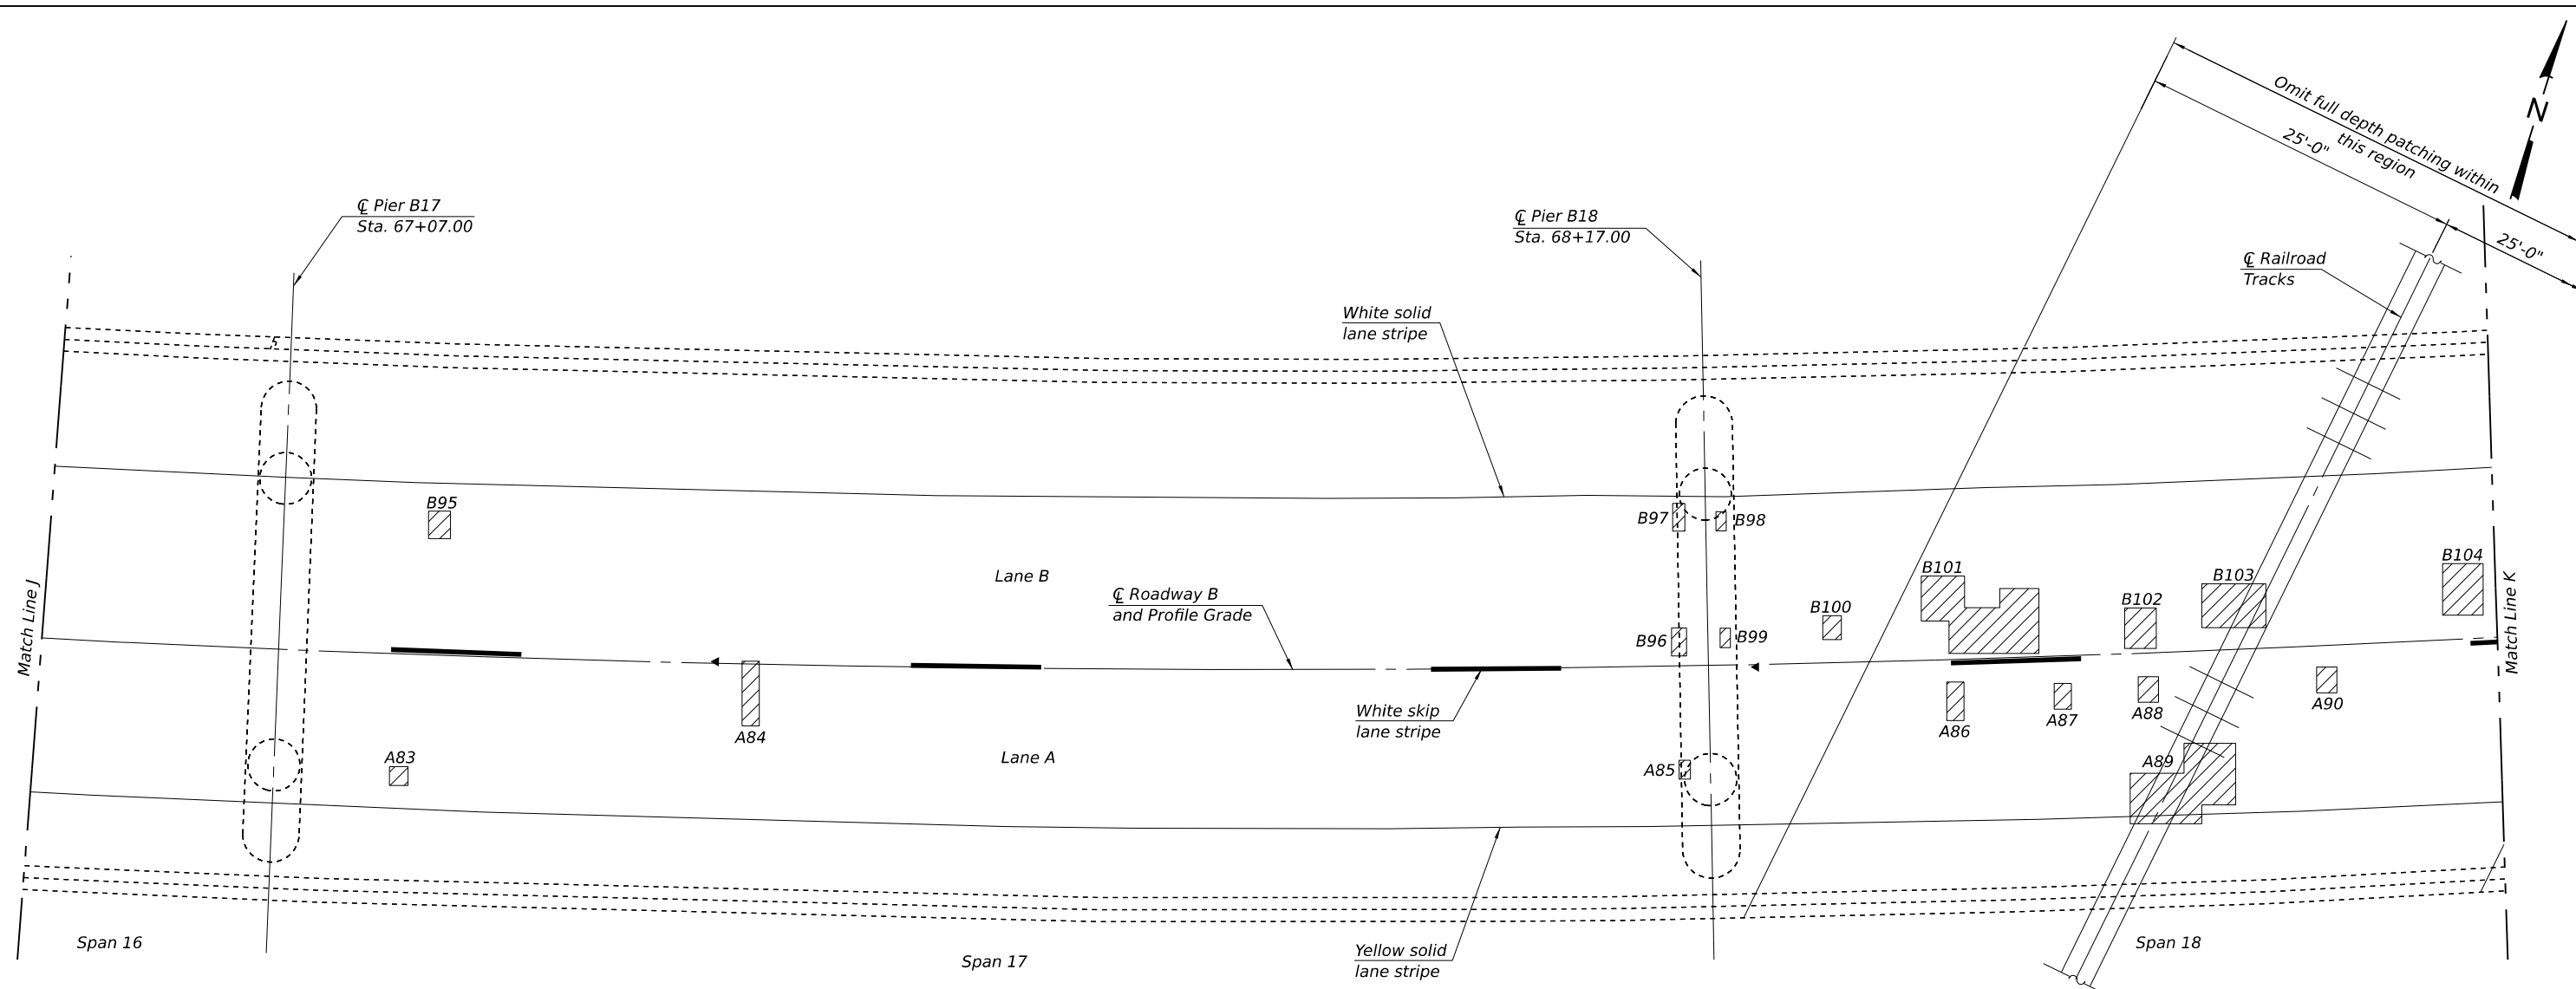 Omit full depth patching within
this region
25'-0"
25'-0"
N
℄ Pier B17
Sta. 67+07.00
℄ Pier B18
Sta. 68+17.00
℄ Railroad
Tracks
White solid
lane stripe
B95
B97
B98
B101
B103
B104
Lane B
℄ Roadway B
and Profile Grade
B100
B102
B96
B99
Match Line J
Match Line K
White skip
lane stripe
A84
A83
Lane A
A85
A86
A87
A88
A90
A89
Span 16
Span 17
Yellow solid
lane stripe
Span 18